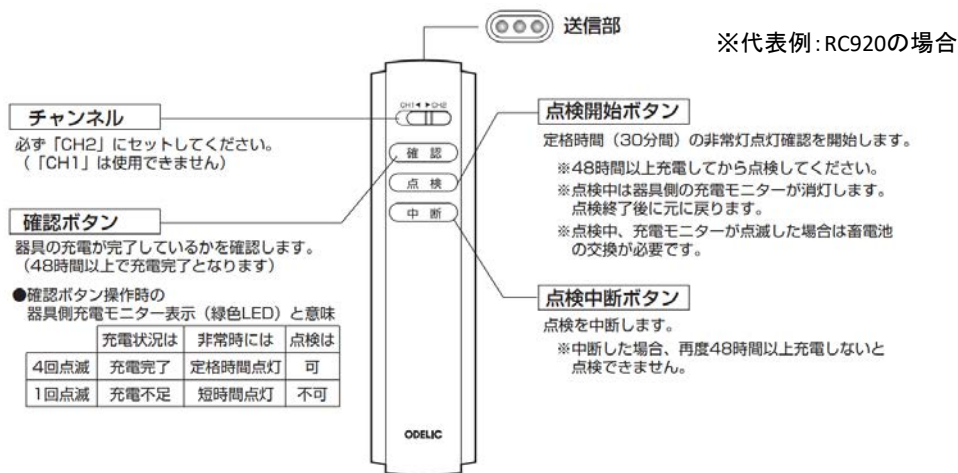 送信部
※代表例：RC920の場合
チャンネル
必ず「CH2」にセットしてください。
（「CH1」は使用できません）
確認ボタン
器具の充電が完了しているかを確認します。
（48時間以上で充電完了となります）
●確認ボタン操作時の
器具側充電モニター表示（緑色LED）と意味
充電状況は 非常時には 点検は
4回点滅 充電完了 定格時間点灯 可
1回点滅 充電不足 短時間点灯 不可
CH1◀ ▶CH2
確 認
点 検
中 断
ODELIC
点検開始ボタン
定格時間（30分間）の非常灯点灯確認を開始します。
※48時間以上充電してから点検してください。
※点検中は器具側の充電モニターが消灯します。
点検終了後に元に戻ります。
※点検中、充電モニターが点滅した場合は畜電池
の交換が必要です。
点検中断ボタン
点検を中断します。
※中断した場合、再度48時間以上充電しないと
点検できません。